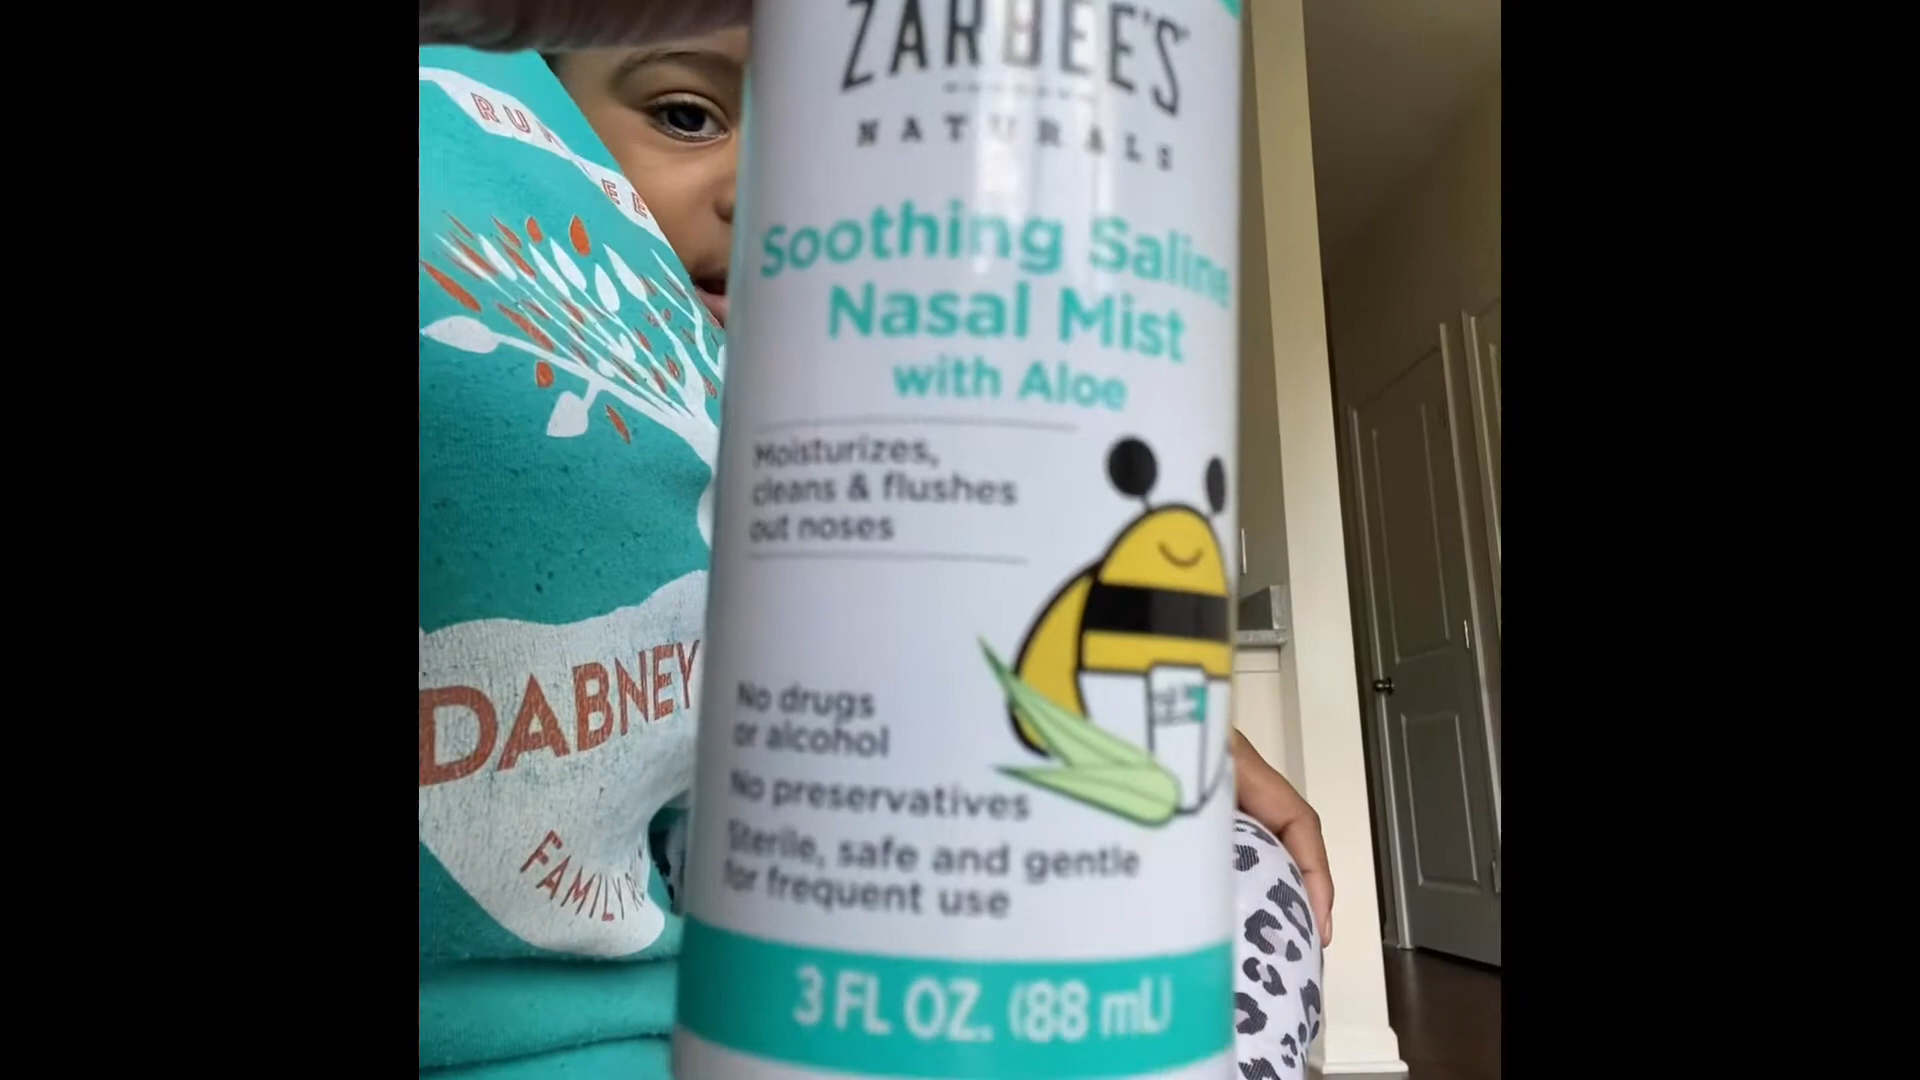 ZARBEE'S
NATURALS
Soothing Saline
Nasal Mist
with Aloe
Moisturizes,
cleans & flushes
out noses
No drugs
or alcohol
No preservatives
Sterile, safe and gentle
for frequent use
3 FL OZ. (88 mL)
DABNEY
FAMILY